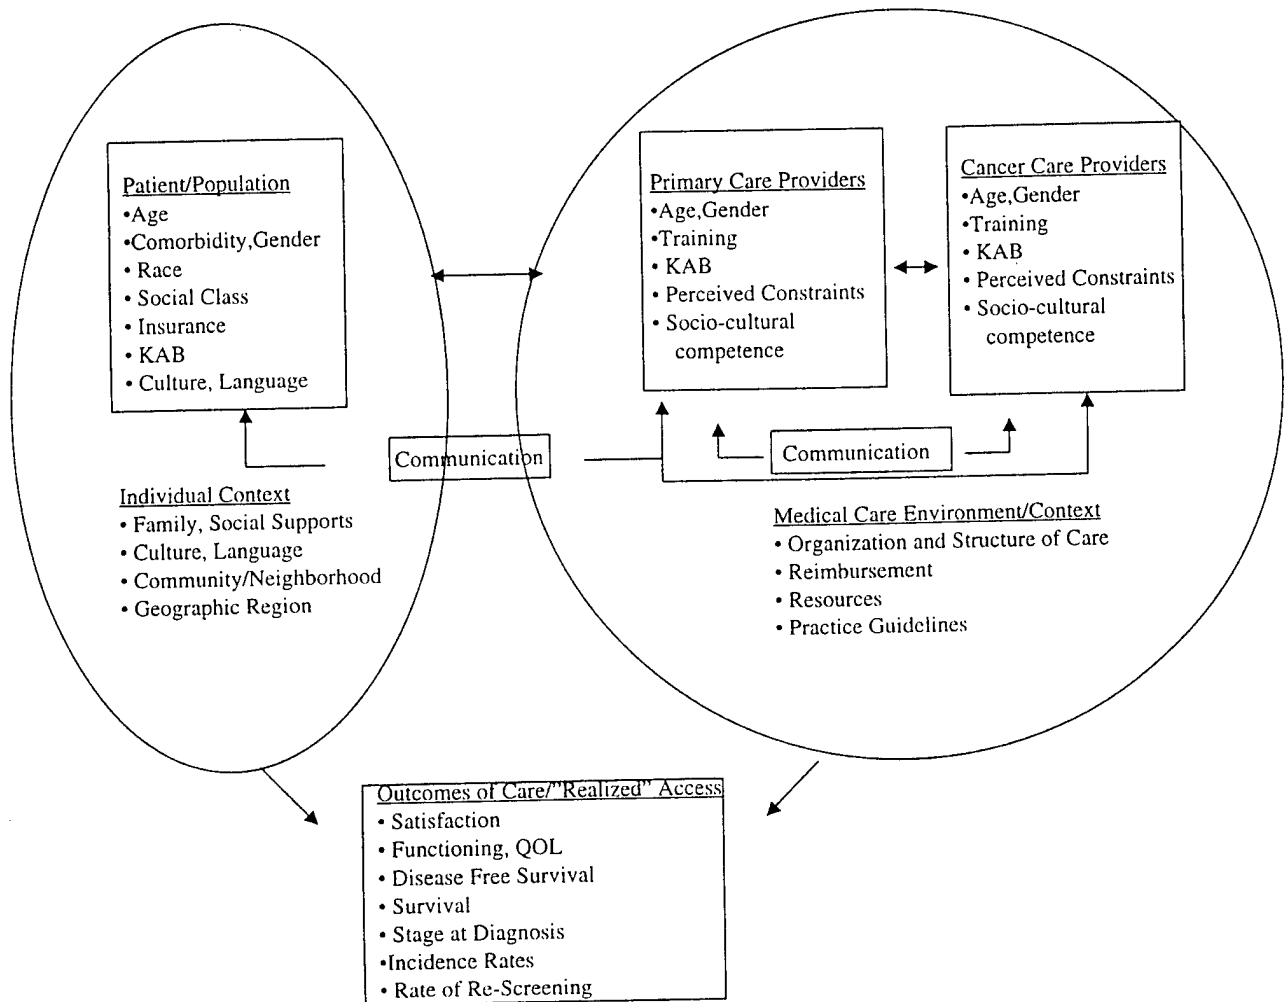 Patient/Population
•Age
•Comorbidity,Gender
• Race
• Social Class
• Insurance
• KAB
• Culture, Language
Primary Care Providers
•Age,Gender
•Training
• KAB
• Perceived Constraints
• Socio-cultural
competence
Cancer Care Providers
•Age,Gender
•Training
• KAB
• Perceived Constraints
• Socio-cultural
competence
Communication
Communication
Individual Context
• Family, Social Supports
• Culture, Language
• Community/Neighborhood
• Geographic Region
Medical Care Environment/Context
• Organization and Structure of Care
• Reimbursement
• Resources
• Practice Guidelines
Outcomes of Care/"Realized" Access
• Satisfaction
• Functioning, QOL
• Disease Free Survival
• Survival
• Stage at Diagnosis
•Incidence Rates
• Rate of Re-Screening